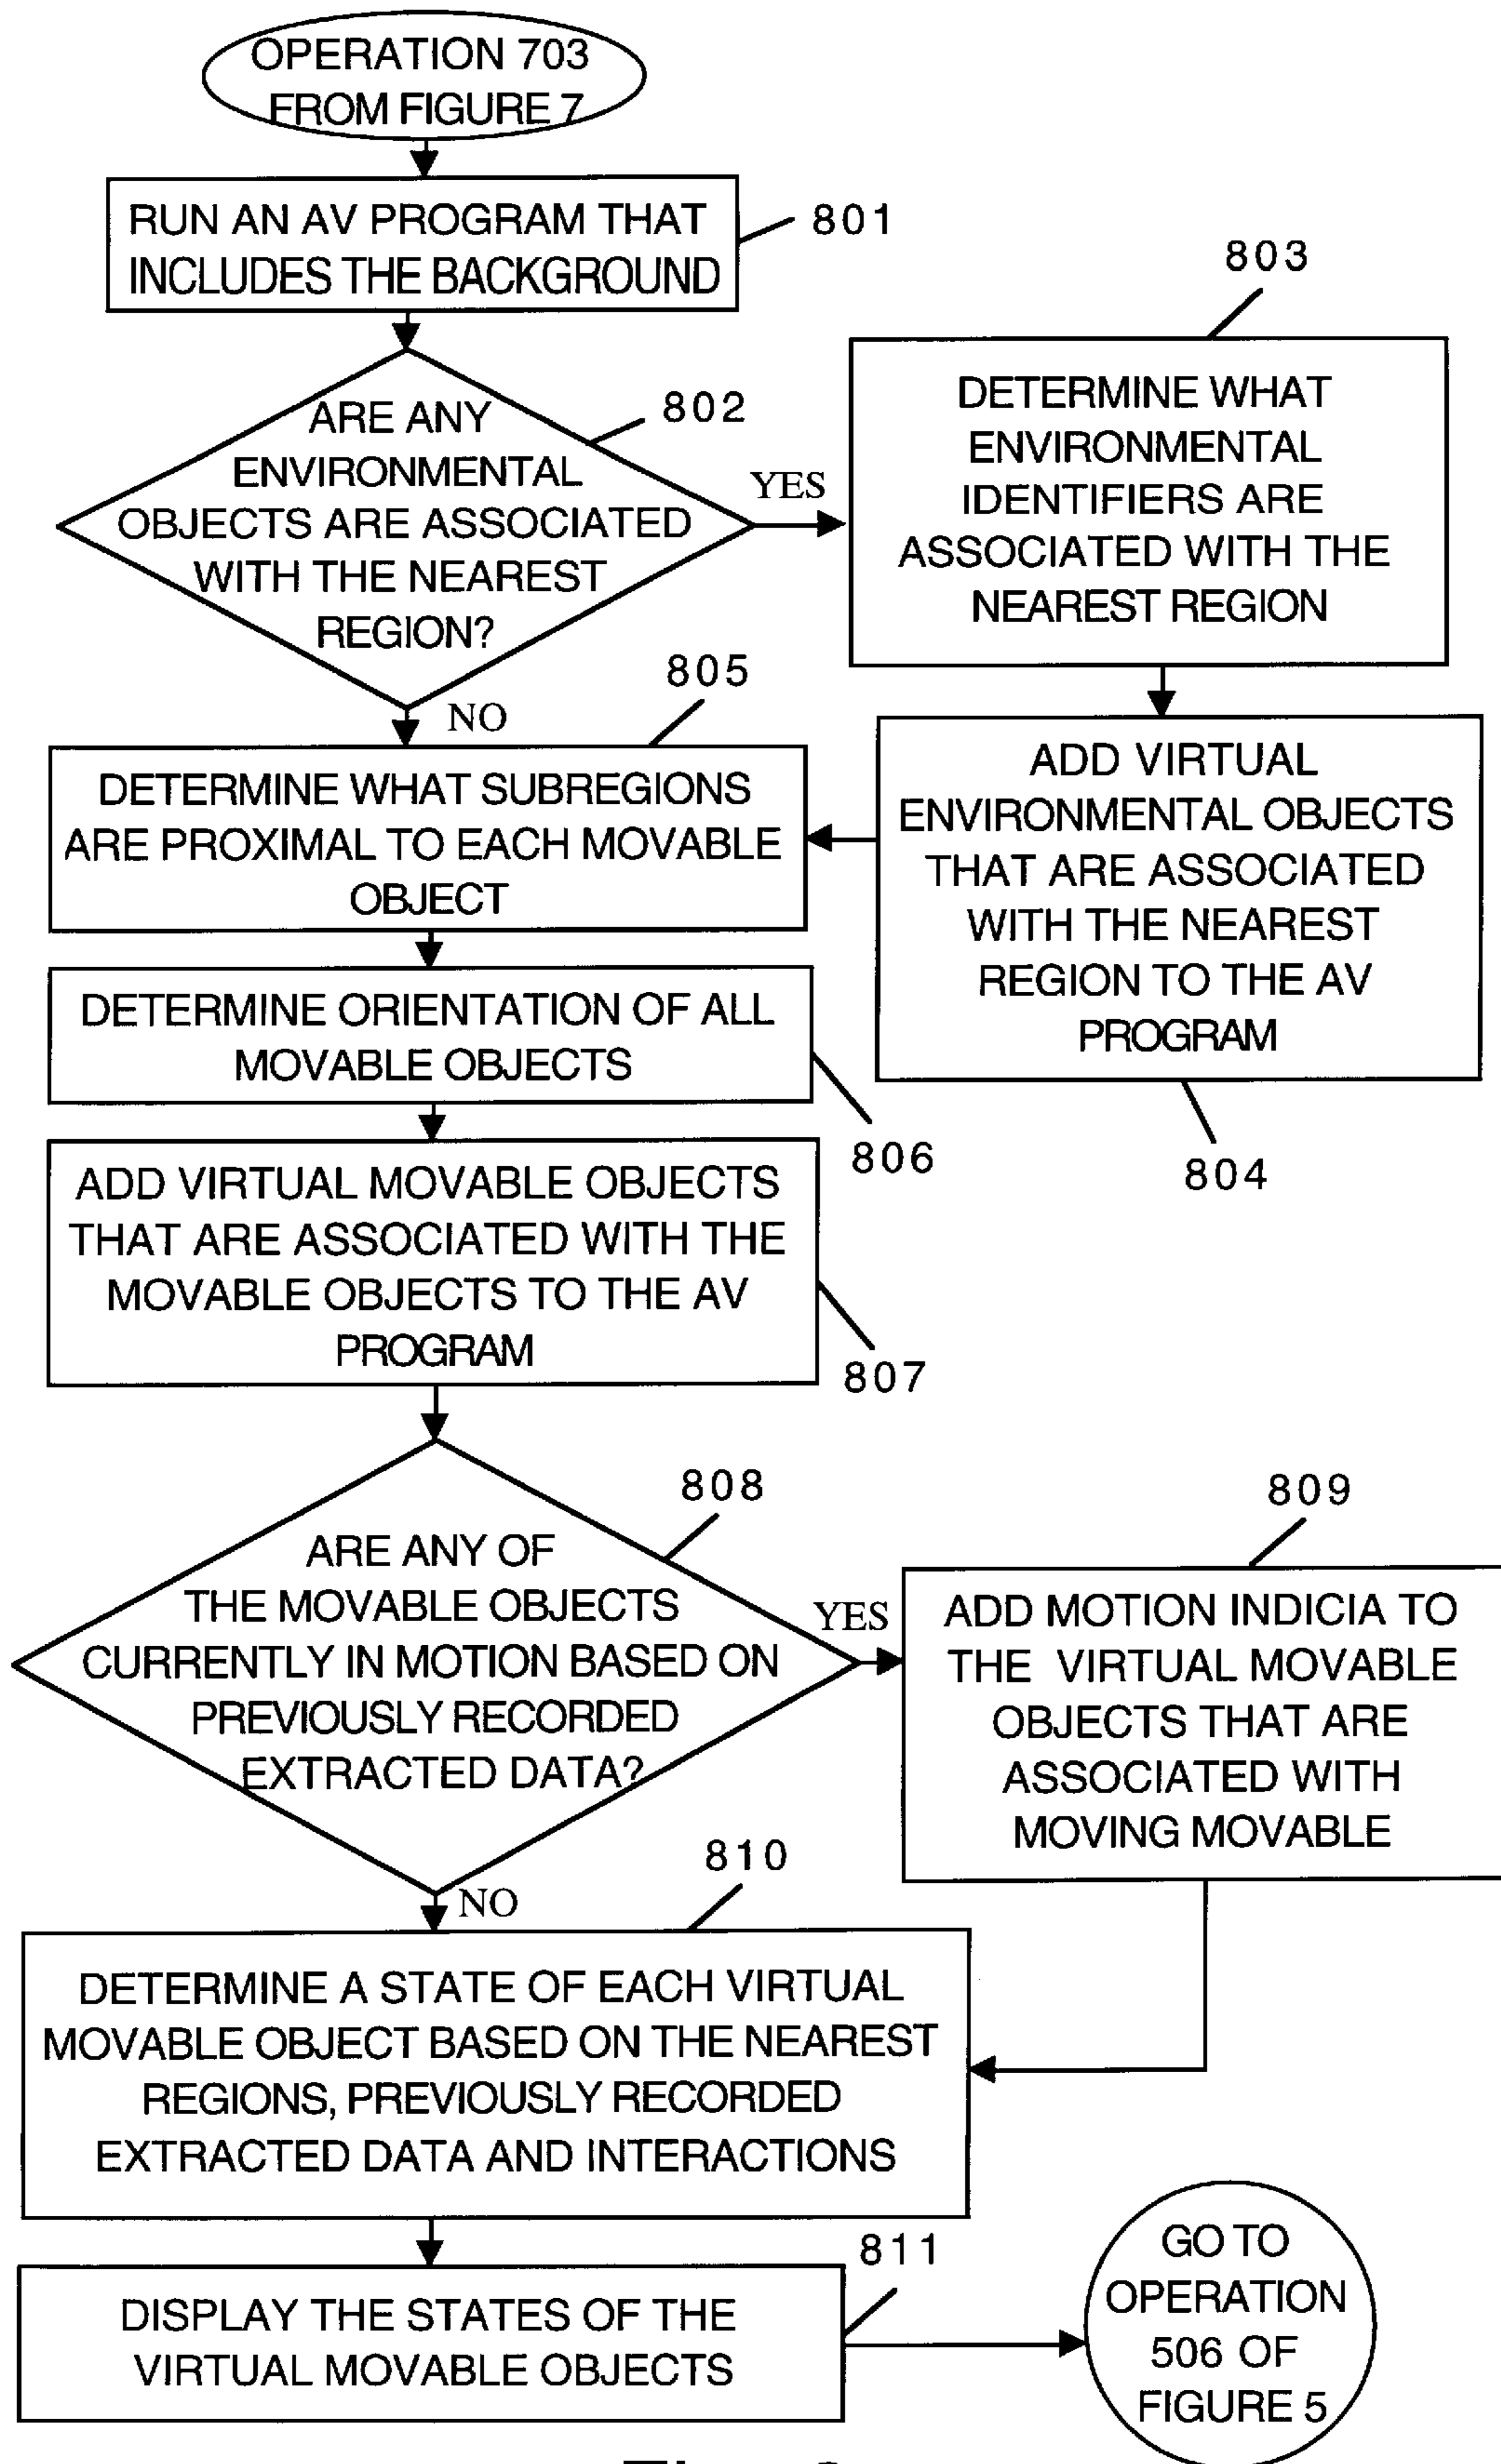 OPERATION 703
FROM FIGURE 7
RUN AN AV PROGRAM THAT
INCLUDES THE BACKGROUND
801
ARE ANY
ENVIRONMENTAL
OBJECTS ARE ASSOCIATED
WITH THE NEAREST
REGION?
802
YES
803
DETERMINE WHAT
ENVIRONMENTAL
IDENTIFIERS ARE
ASSOCIATED WITH THE
NEAREST REGION
ADD VIRTUAL
ENVIRONMENTAL OBJECTS
THAT ARE ASSOCIATED
WITH THE NEAREST
REGION TO THE AV
PROGRAM
804
NO
805
DETERMINE WHAT SUBREGIONS
ARE PROXIMAL TO EACH MOVABLE
OBJECT
DETERMINE ORIENTATION OF ALL
MOVABLE OBJECTS
806
ADD VIRTUAL MOVABLE OBJECTS
THAT ARE ASSOCIATED WITH THE
MOVABLE OBJECTS TO THE AV
PROGRAM
807
808
ARE ANY OF
THE MOVABLE OBJECTS
CURRENTLY IN MOTION BASED ON
PREVIOUSLY RECORDED
EXTRACTED DATA?
YES
809
ADD MOTION INDICIA TO
THE VIRTUAL MOVABLE
OBJECTS THAT ARE
ASSOCIATED WITH
MOVING MOVABLE
NO
810
DETERMINE A STATE OF EACH VIRTUAL
MOVABLE OBJECT BASED ON THE NEAREST
REGIONS, PREVIOUSLY RECORDED
EXTRACTED DATA AND INTERACTIONS
811
DISPLAY THE STATES OF THE
VIRTUAL MOVABLE OBJECTS
GO TO
OPERATION
506 OF
FIGURE 5